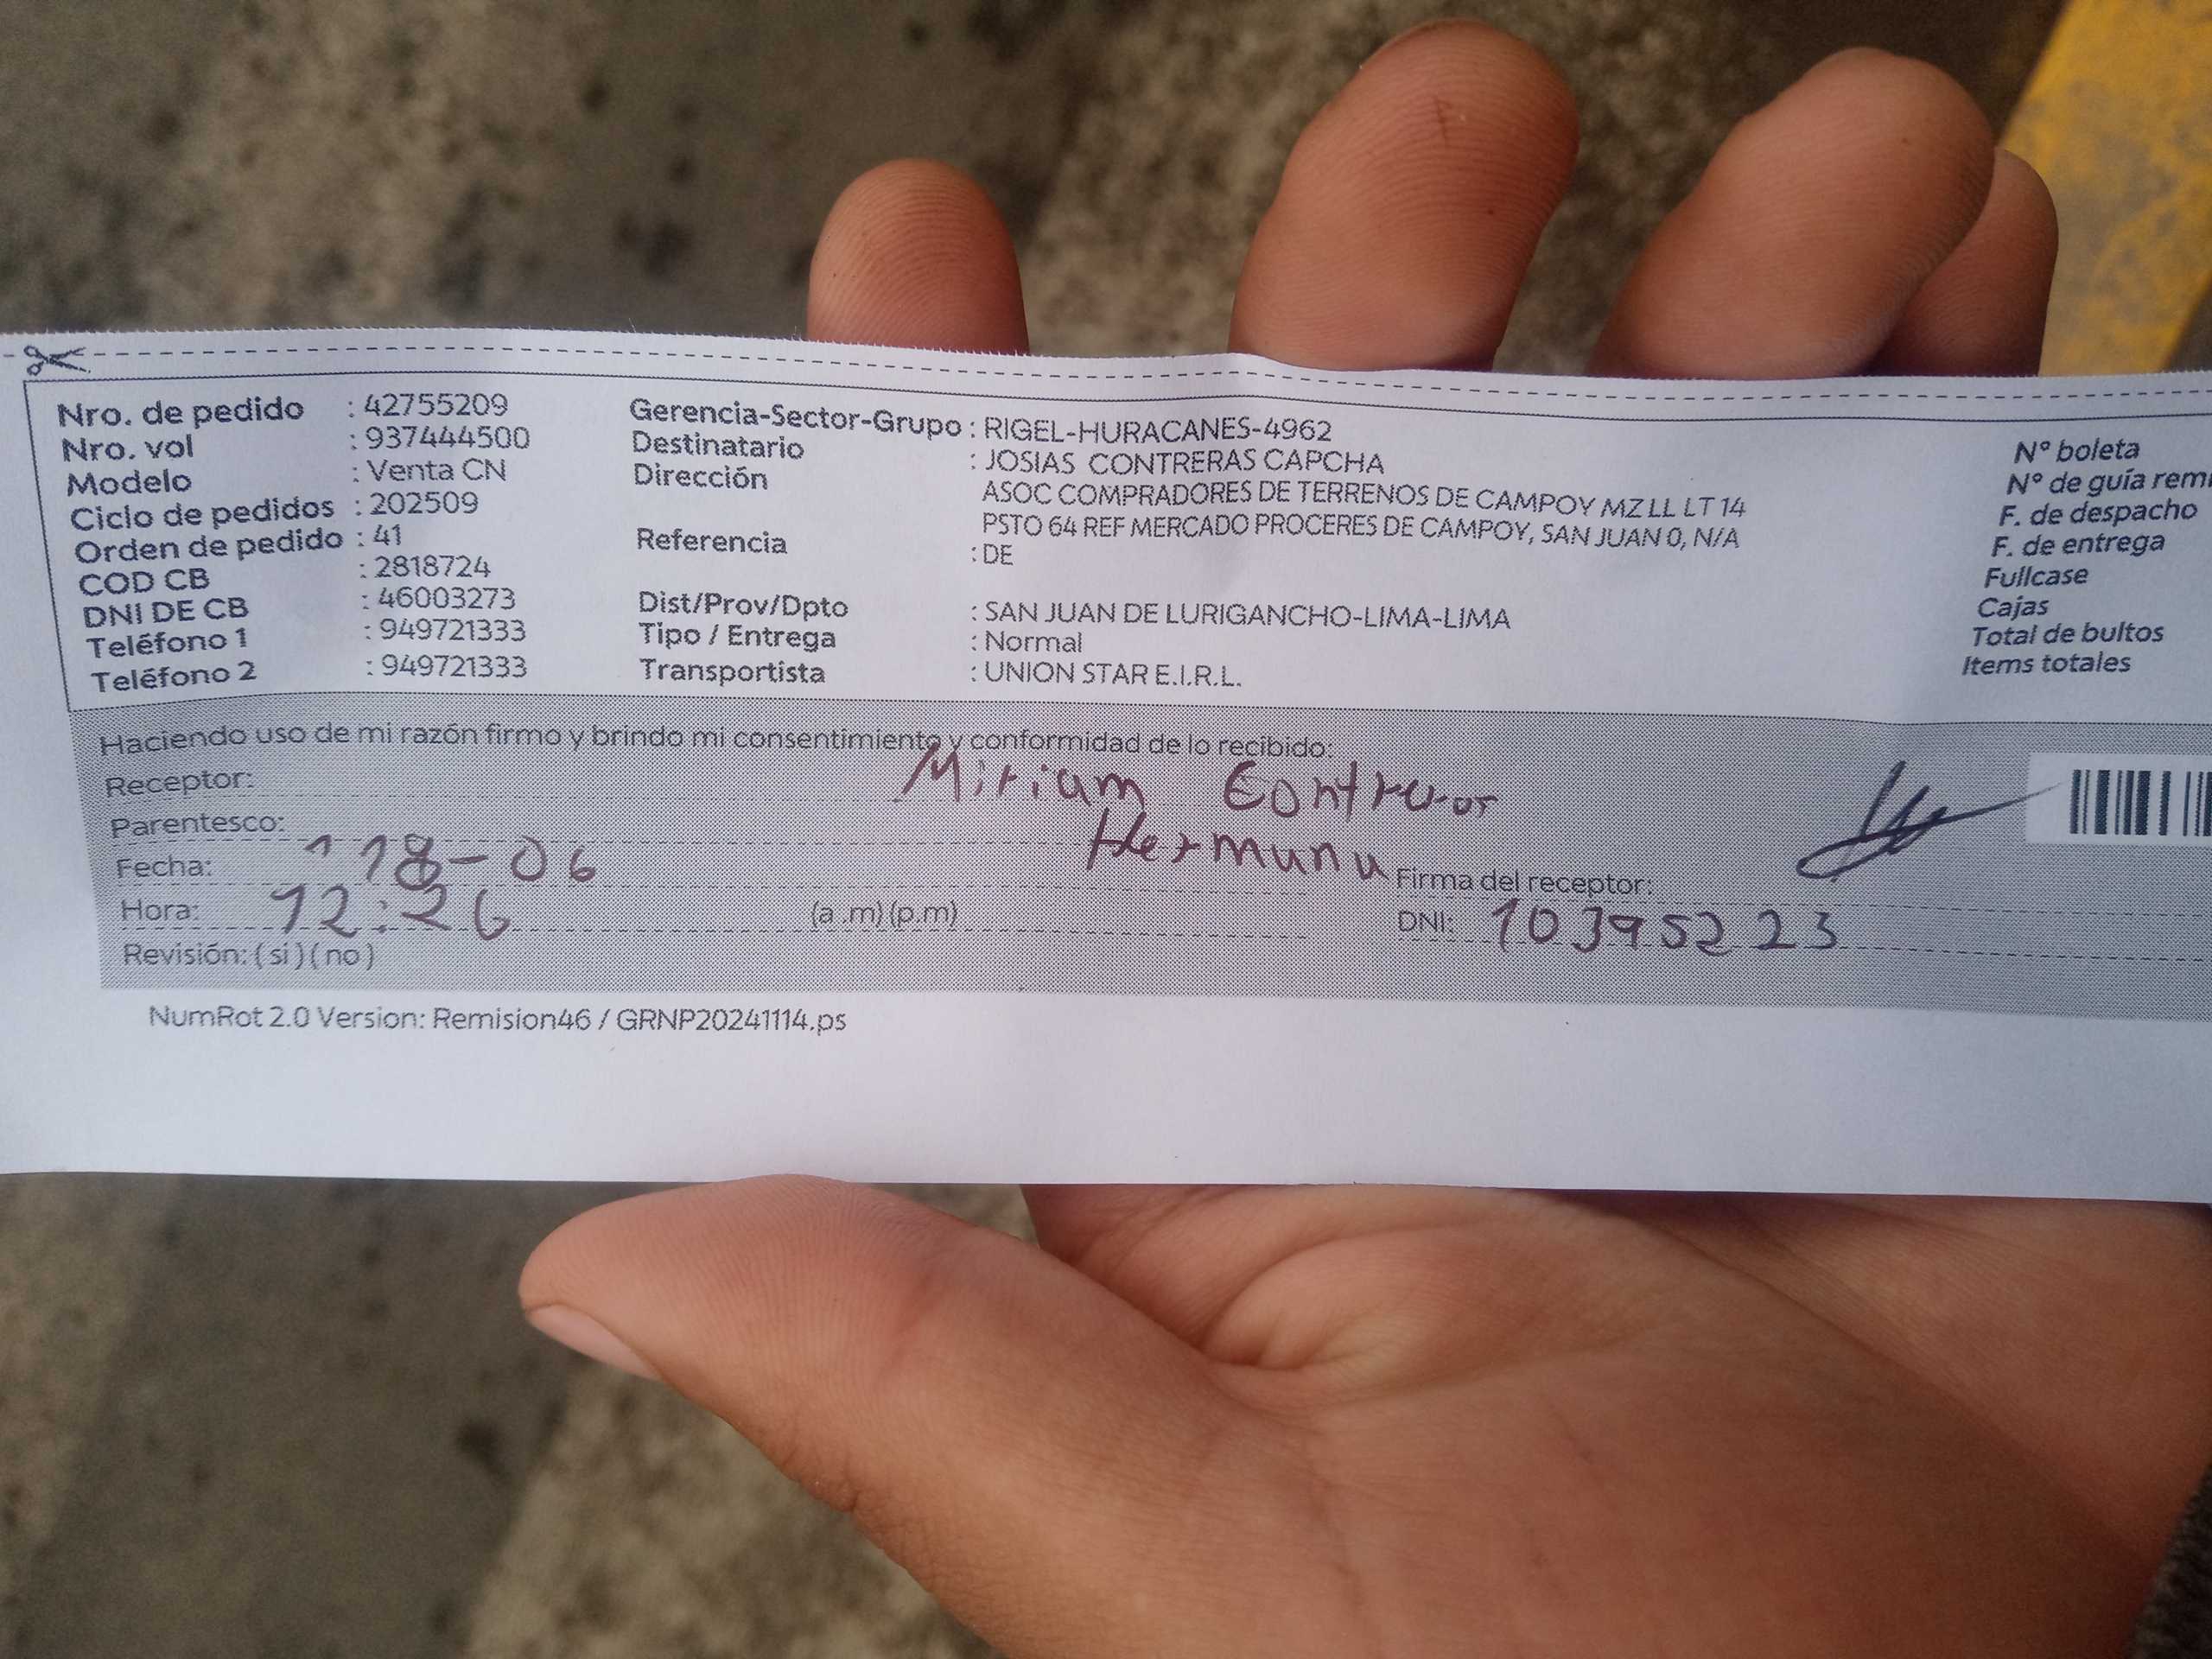 Nro. de pedido : 42755209
Nro. vol : 937444500
Modelo : Venta CN
Ciclo de pedidos : 202509
Orden de pedido : 41
COD CB : 2818724
DNI DE CB : 46003273
Teléfono 1 : 949721333
Teléfono 2 : 949721333
Gerencia-Sector-Grupo : RIGEL-HURACANES-4962
Destinatario : JOSIAS CONTRERAS CAPCHA
Dirección ASOC COMPRADORES DE TERRENOS DE CAMPOY MZ LL LT 14
PSTO 64 REF MERCADO PROCERES DE CAMPOY, SAN JUAN 0, N/A
Referencia : DE
Dist/Prov/Dpto : SAN JUAN DE LURIGANCHO-LIMA-LIMA
Tipo / Entrega : Normal
Transportista : UNION STAR E.I.R.L.
N° boleta
N° de guía remi
F. de despacho
F. de entrega
Fullcase
Cajas
Total de bultos
Items totales
Haciendo uso de mi razón firmo y brindo mi consentimiento y conformidad de lo recibido:
Receptor: Miriam Contreras
Parentesco: Hermana
Fecha: 18-06
Hora: 12:26 (a .m) (p.m)
Revisión: ( si ) ( no )
Firma del receptor:
DNI: 10395223
NumRot 2.0 Version: Remision46 / GRNP20241114.ps